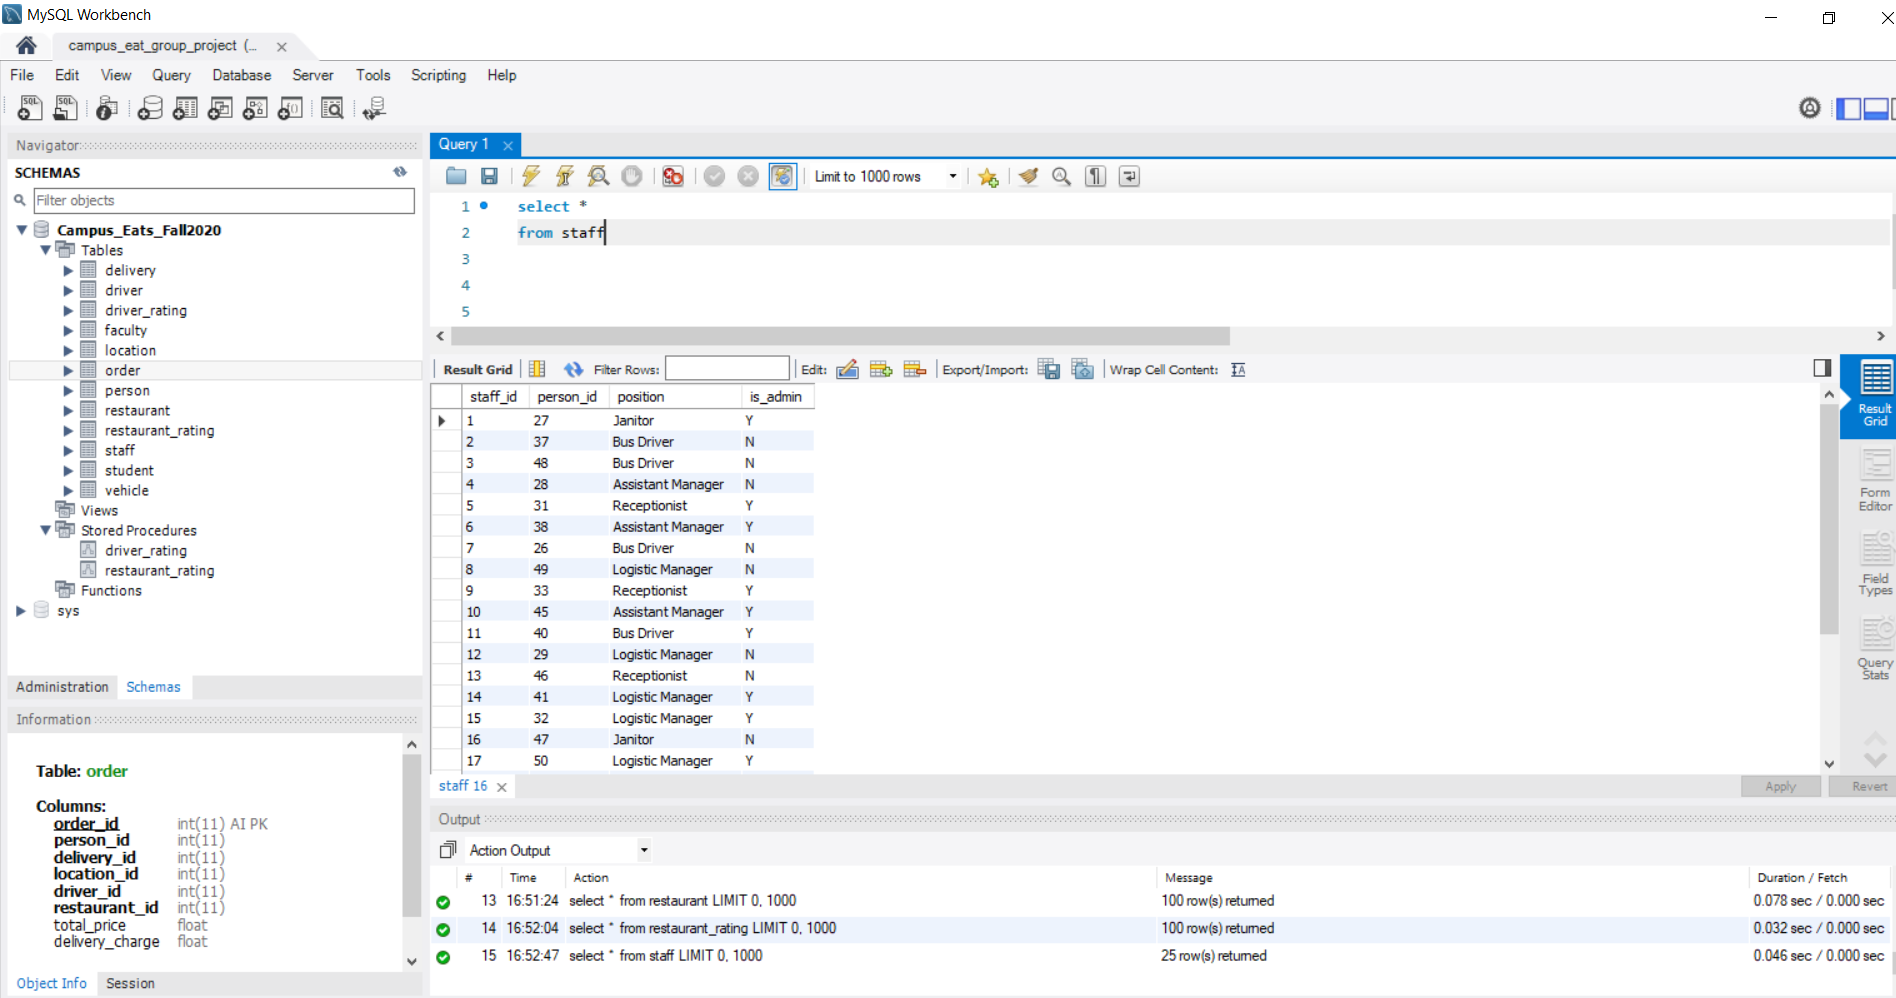 MySQL Workbench
campus_eat_group_project (...
File Edit View Query Database Server Tools Scripting Help
Navigator
SCHEMAS
Filter objects
Campus_Eats_Fall2020
Tables
delivery
driver
driver_rating
faculty
location
order
person
restaurant
restaurant_rating
staff
student
vehicle
Views
Stored Procedures
driver_rating
restaurant_rating
Functions
sys
Administration Schemas
Information
Table: order
Columns:
order_id int(11) AI PK
person_id int(11)
delivery_id int(11)
location_id int(11)
driver_id int(11)
restaurant_id int(11)
total_price float
delivery_charge float
Object Info Session
Query 1
Limit to 1000 rows
1 select *
2 from staff
3
4
5
Result Grid Filter Rows: Edit: Export/Import: Wrap Cell Content:
staff_id person_id position is_admin
1 27 Janitor Y
2 37 Bus Driver N
3 48 Bus Driver N
4 28 Assistant Manager N
5 31 Receptionist Y
6 38 Assistant Manager Y
7 26 Bus Driver N
8 49 Logistic Manager N
9 33 Receptionist Y
10 45 Assistant Manager Y
11 40 Bus Driver Y
12 29 Logistic Manager N
13 46 Receptionist N
14 41 Logistic Manager Y
15 32 Logistic Manager Y
16 47 Janitor N
17 50 Logistic Manager Y
Result
Grid
Form
Editor
Field
Types
Query
Stats
staff 16
Apply Revert
Output
Action Output
# Time Action Message Duration / Fetch
13 16:51:24 select * from restaurant LIMIT 0, 1000 100 row(s) returned 0.078 sec / 0.000 sec
14 16:52:04 select * from restaurant_rating LIMIT 0, 1000 100 row(s) returned 0.032 sec / 0.000 sec
15 16:52:47 select * from staff LIMIT 0, 1000 25 row(s) returned 0.046 sec / 0.000 sec